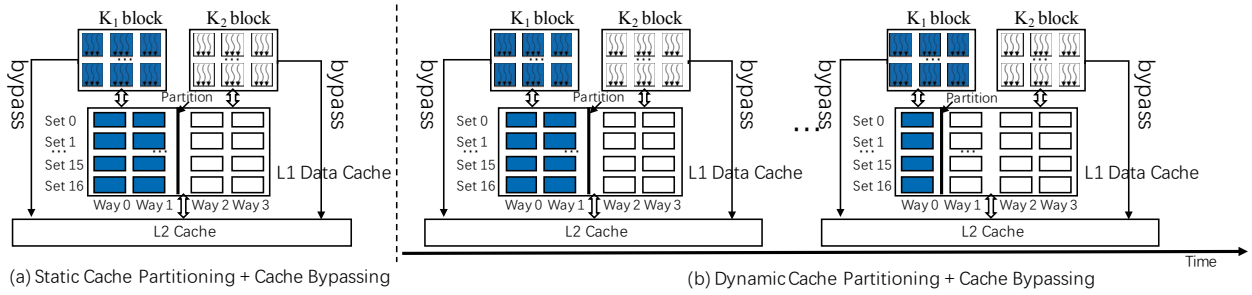 K1 block
K2 block
bypass
bypass
Partition
Set 0
Set 1
...
Set 15
Set 16
...
...
...
L1 Data Cache
Way 0 Way 1 Way 2 Way 3
L2 Cache
(a) Static Cache Partitioning + Cache Bypassing
K1 block
K2 block
bypass
bypass
Partition
Set 0
Set 1
...
Set 15
Set 16
...
...
...
L1 Data Cache
Way 0 Way 1 Way 2 Way 3
L2 Cache
...
K1 block
K2 block
bypass
bypass
Partition
Set 0
Set 1
...
Set 15
Set 16
...
...
...
L1 Data Cache
Way 0 Way 1 Way 2 Way 3
L2 Cache
Time
(b) Dynamic Cache Partitioning + Cache Bypassing